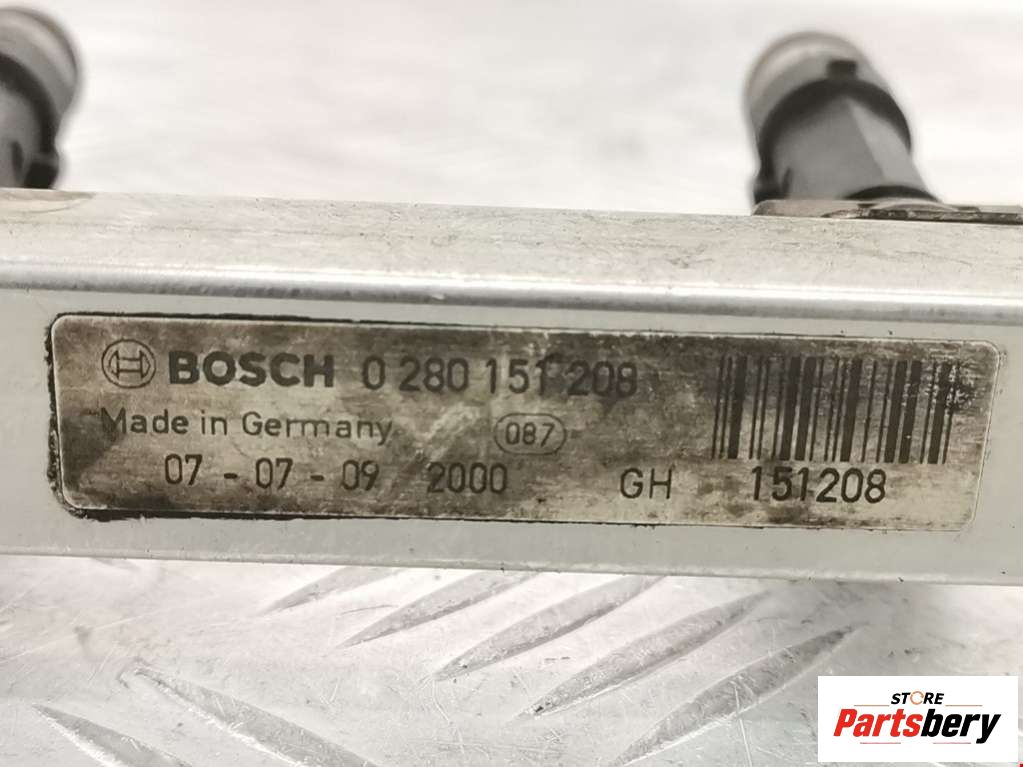 BOSCH 0 280 151 208
Made in Germany 087
07 - 07 - 09 2000 GH 151208
STORE
Partsbery